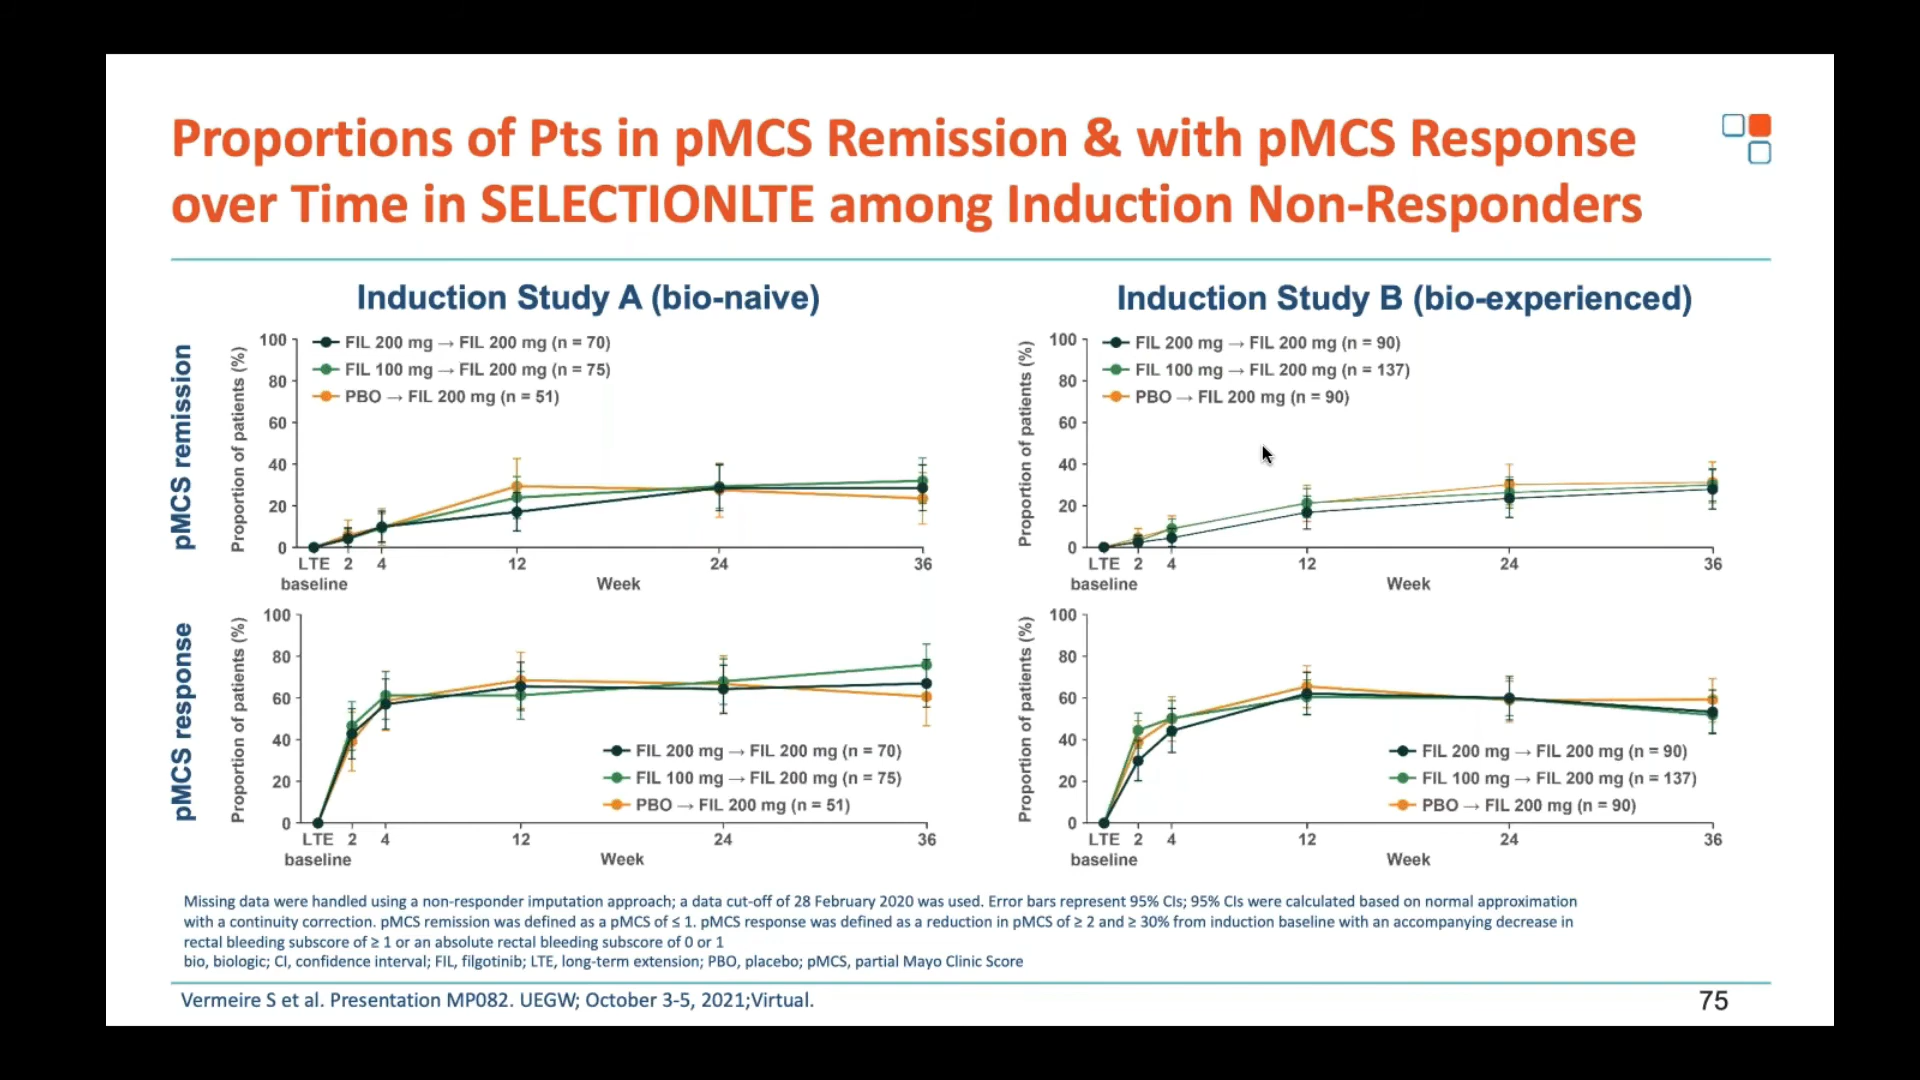 Proportions of Pts in pMCS Remission & with pMCS Response
over Time in SELECTIONLTE among Induction Non-Responders
Induction Study A (bio-naive)
pMCS remission
Proportion of patients (%)
100
80
60
40
20
0
FIL 200 mg → FIL 200 mg (n = 70)
FIL 100 mg → FIL 200 mg (n = 75)
PBO → FIL 200 mg (n = 51)
LTE 2 4 12 24 36
baseline Week
Induction Study B (bio-experienced)
Proportion of patients (%)
100
80
60
40
20
0
FIL 200 mg → FIL 200 mg (n = 90)
FIL 100 mg → FIL 200 mg (n = 137)
PBO → FIL 200 mg (n = 90)
LTE 2 4 12 24 36
baseline Week
pMCS response
Proportion of patients (%)
100
80
60
40
20
0
FIL 200 mg → FIL 200 mg (n = 70)
FIL 100 mg → FIL 200 mg (n = 75)
PBO → FIL 200 mg (n = 51)
LTE 2 4 12 24 36
baseline Week
Proportion of patients (%)
100
80
60
40
20
0
FIL 200 mg → FIL 200 mg (n = 90)
FIL 100 mg → FIL 200 mg (n = 137)
PBO → FIL 200 mg (n = 90)
LTE 2 4 12 24 36
baseline Week
Missing data were handled using a non-responder imputation approach; a data cut-off of 28 February 2020 was used. Error bars represent 95% CIs; 95% CIs were calculated based on normal approximation
with a continuity correction. pMCS remission was defined as a pMCS of ≤ 1. pMCS response was defined as a reduction in pMCS of ≥ 2 and ≥ 30% from induction baseline with an accompanying decrease in
rectal bleeding subscore of ≥ 1 or an absolute rectal bleeding subscore of 0 or 1
bio, biologic; CI, confidence interval; FIL, filgotinib; LTE, long-term extension; PBO, placebo; pMCS, partial Mayo Clinic Score
Vermeire S et al. Presentation MP082. UEGW; October 3-5, 2021;Virtual.
75